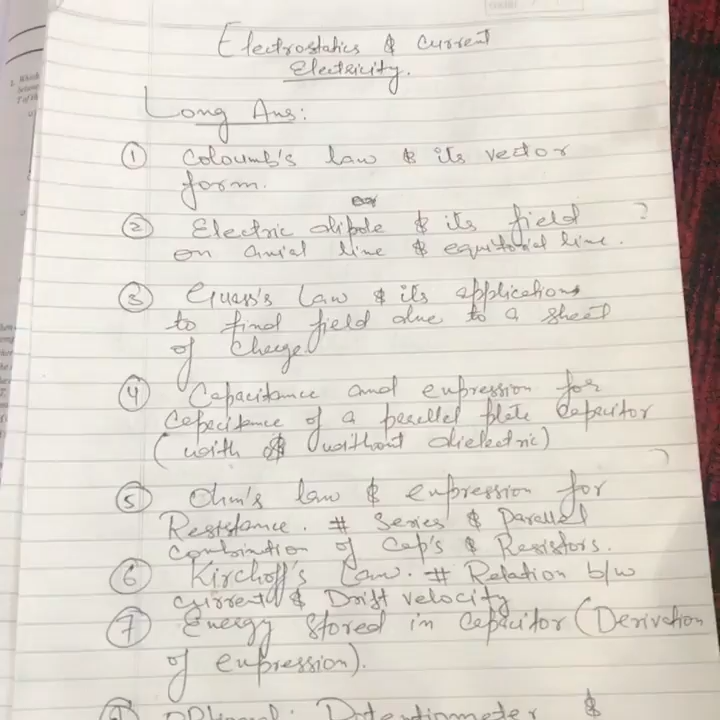 Electrostatics & Current
Electricity.
Long Ans:
① Coloumb's law & its vector
form.
② Electric dipole & its field ?
on axial line & equitorial line.
③ Guass's Law & its applications
to find field due to a sheet
of charge.
④ Capacitance and expression for
capacitance of a parallel plate capacitor
(with & without dielectric)
⑤ Ohm's law & expression for
Resistance. # Series & Parallel
combination of Cap's & Resistors.
⑥ Kirchoff's Law. # Relation b/w
current & Drift velocity
⑦ Energy stored in capacitor (Derivation
of expression).
Optional: Potentiometer &